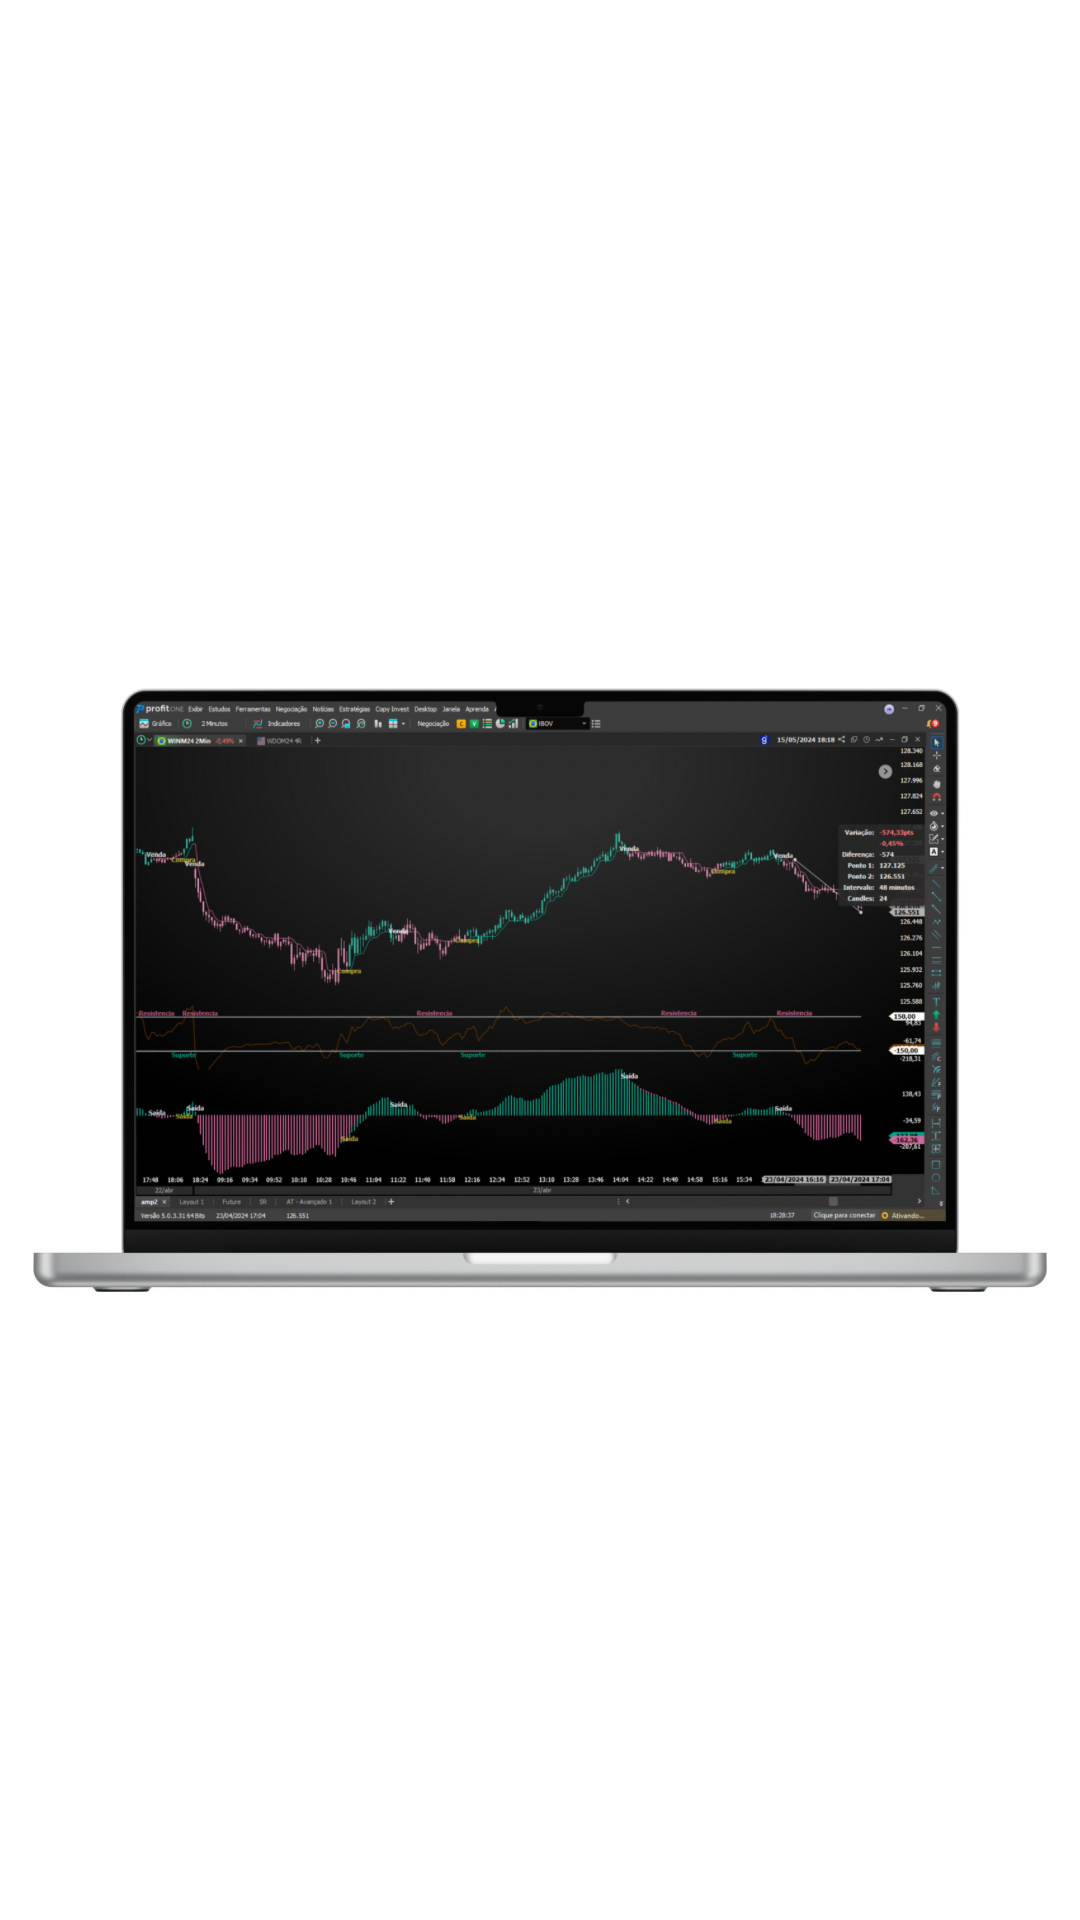 profitONE Exibir Estudos Ferramentas Negociação Notícias Estratégias Copy Invest Desktop Janela Aprenda
Gráfico 2 Minutos Indicadores Negociação C V IBOV 9
WINM24 2Min -0,49% × WDOM24 + 15/05/2024 18:18
128.340
128.168
127.996
127.824
127.652
Variação: -574,33pts
-0,45%
Diferença: -574
Ponto 1: 127.125
Ponto 2: 126.551
Intervalo: 48 minutos
Candles: 24
Venda
Compra
Venda
Venda
Compra
Venda
Compra
Venda
Compra
126.551
126.448
126.276
126.104
125.932
125.760
125.588
Resistencia Resistencia Resistencia Resistencia Resistencia
150,00
94,83
-61,74
-150,00
-218,31
Suporte Suporte Suporte Suporte
138,43
-34,59
-162,36
-207,61
Saída
Saída
Saída
Saída
Saída
Saída
Saída
Saída
Saída
17:48 18:06 18:24 09:16 09:34 09:52 10:10 10:28 10:46 11:04 11:22 11:40 11:58 12:16 12:34 12:52 13:10 13:28 13:46 14:04 14:22 14:40 14:58 15:16 15:34 23/04/2024 16:16 23/04/2024 17:04
22/abr 23/abr
amp2 × Layout 1 Future SR AT - Avançado 1 Layout 2 +
Versão 5.0.3.31 64 Bits 23/04/2024 17:04 126.551 18:28:37 Clique para conectar Ativando...